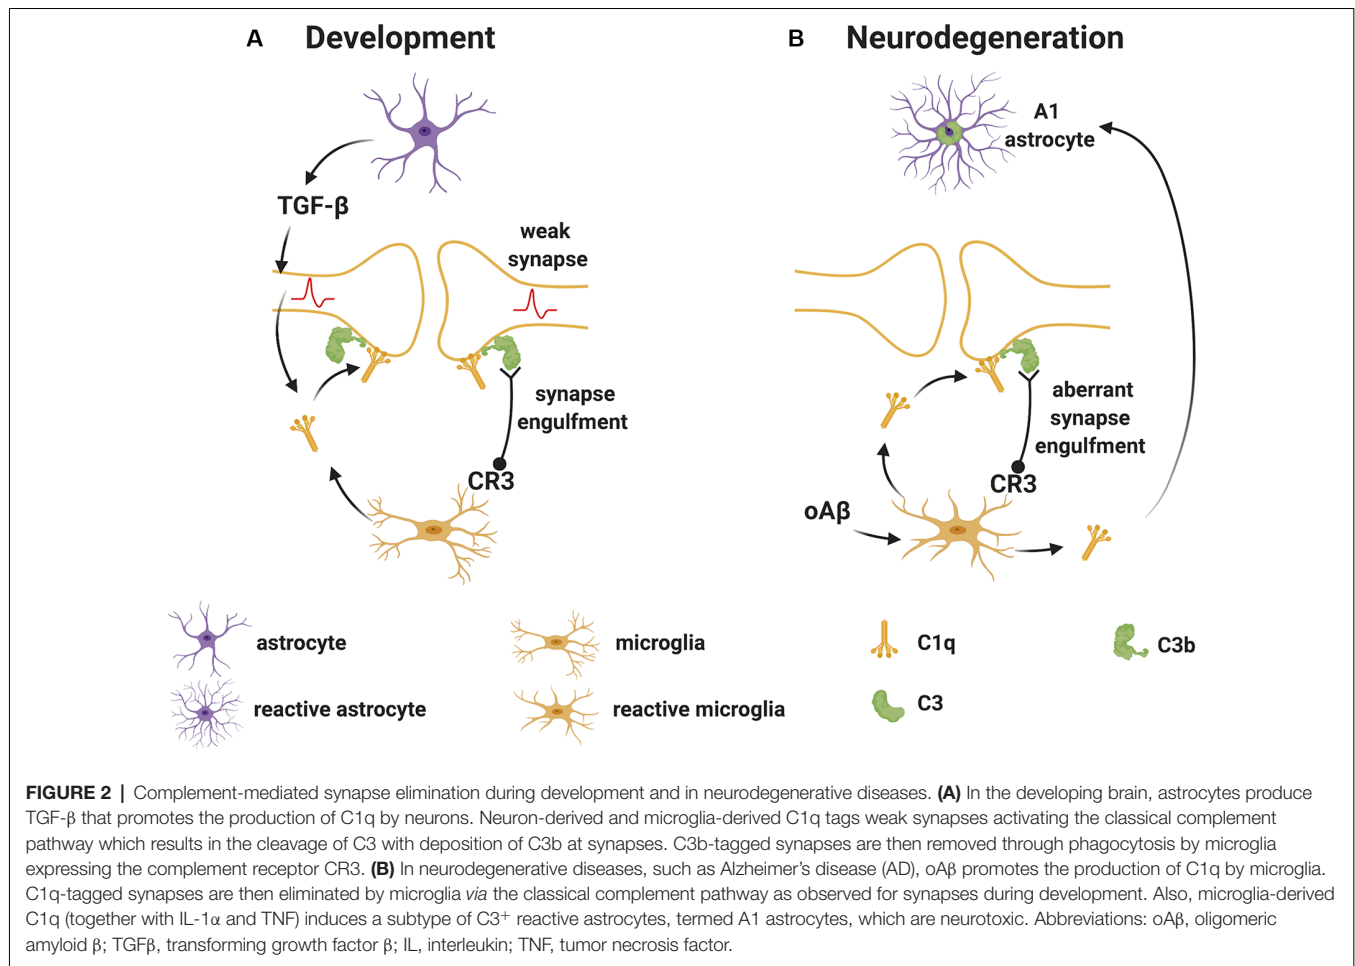 A Development
B Neurodegeneration
A1
astrocyte
TGF-β
weak
synapse
synapse
engulfment
CR3
aberrant
synapse
engulfment
CR3
oAβ
astrocyte
microglia
C1q
C3b
reactive astrocyte
reactive microglia
C3
FIGURE 2 | Complement-mediated synapse elimination during development and in neurodegenerative diseases. (A) In the developing brain, astrocytes produce
TGF-β that promotes the production of C1q by neurons. Neuron-derived and microglia-derived C1q tags weak synapses activating the classical complement
pathway which results in the cleavage of C3 with deposition of C3b at synapses. C3b-tagged synapses are then removed through phagocytosis by microglia
expressing the complement receptor CR3. (B) In neurodegenerative diseases, such as Alzheimer's disease (AD), oAβ promotes the production of C1q by microglia.
C1q-tagged synapses are then eliminated by microglia via the classical complement pathway as observed for synapses during development. Also, microglia-derived
C1q (together with IL-1α and TNF) induces a subtype of C3⁺ reactive astrocytes, termed A1 astrocytes, which are neurotoxic. Abbreviations: oAβ, oligomeric
amyloid β; TGFβ, transforming growth factor β; IL, interleukin; TNF, tumor necrosis factor.